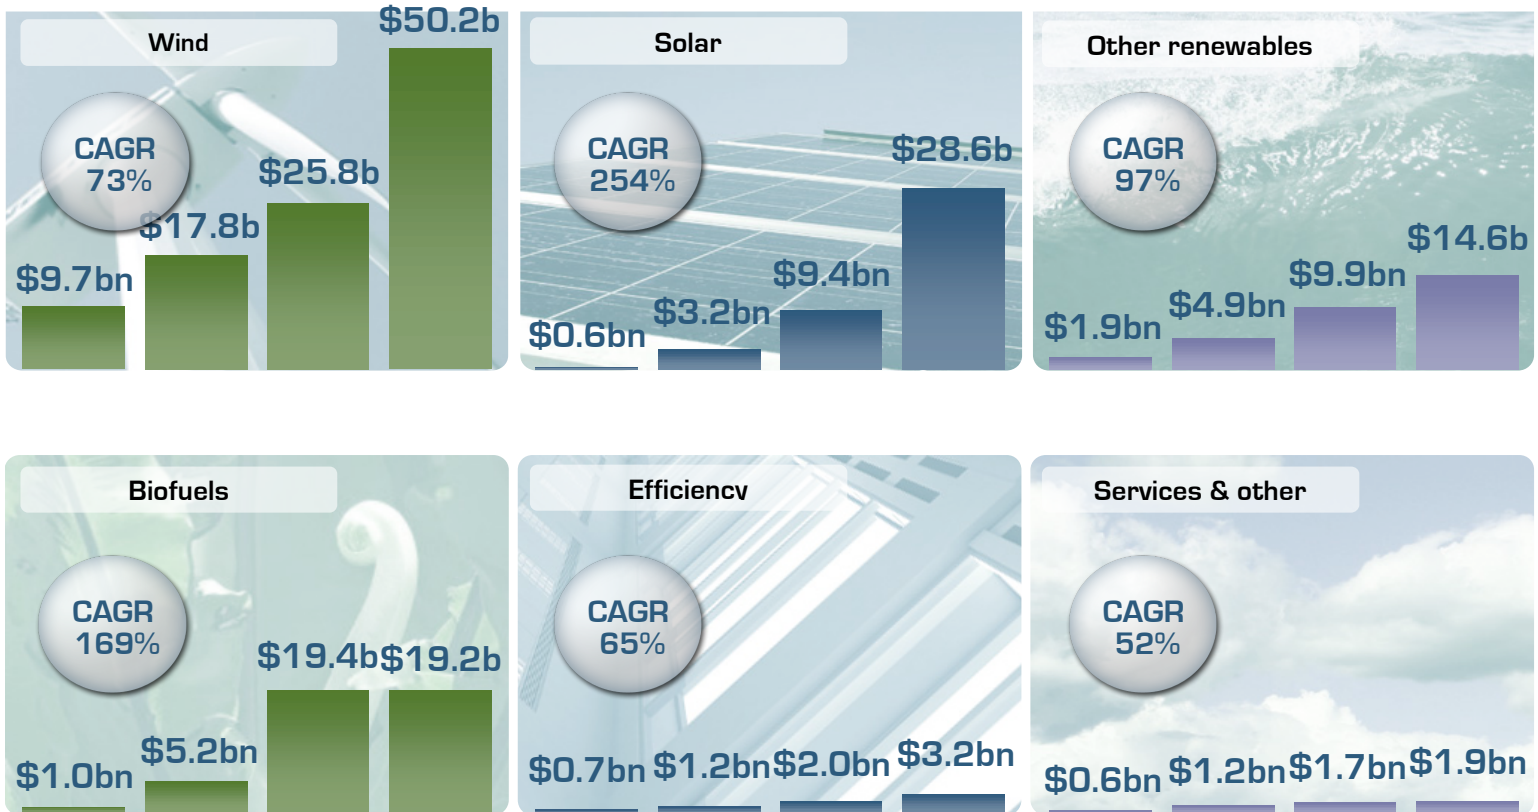 Wind
CAGR
73%
$9.7bn
$17.8b
$25.8b
$50.2b
Solar
CAGR
254%
$0.6bn
$3.2bn
$9.4bn
$28.6b
Other renewables
CAGR
97%
$1.9bn
$4.9bn
$9.9bn
$14.6b
Biofuels
CAGR
169%
$1.0bn
$5.2bn
$19.4b
$19.2b
Efficiency
CAGR
65%
$0.7bn
$1.2bn
$2.0bn
$3.2bn
Services & other
CAGR
52%
$0.6bn
$1.2bn
$1.7bn
$1.9bn